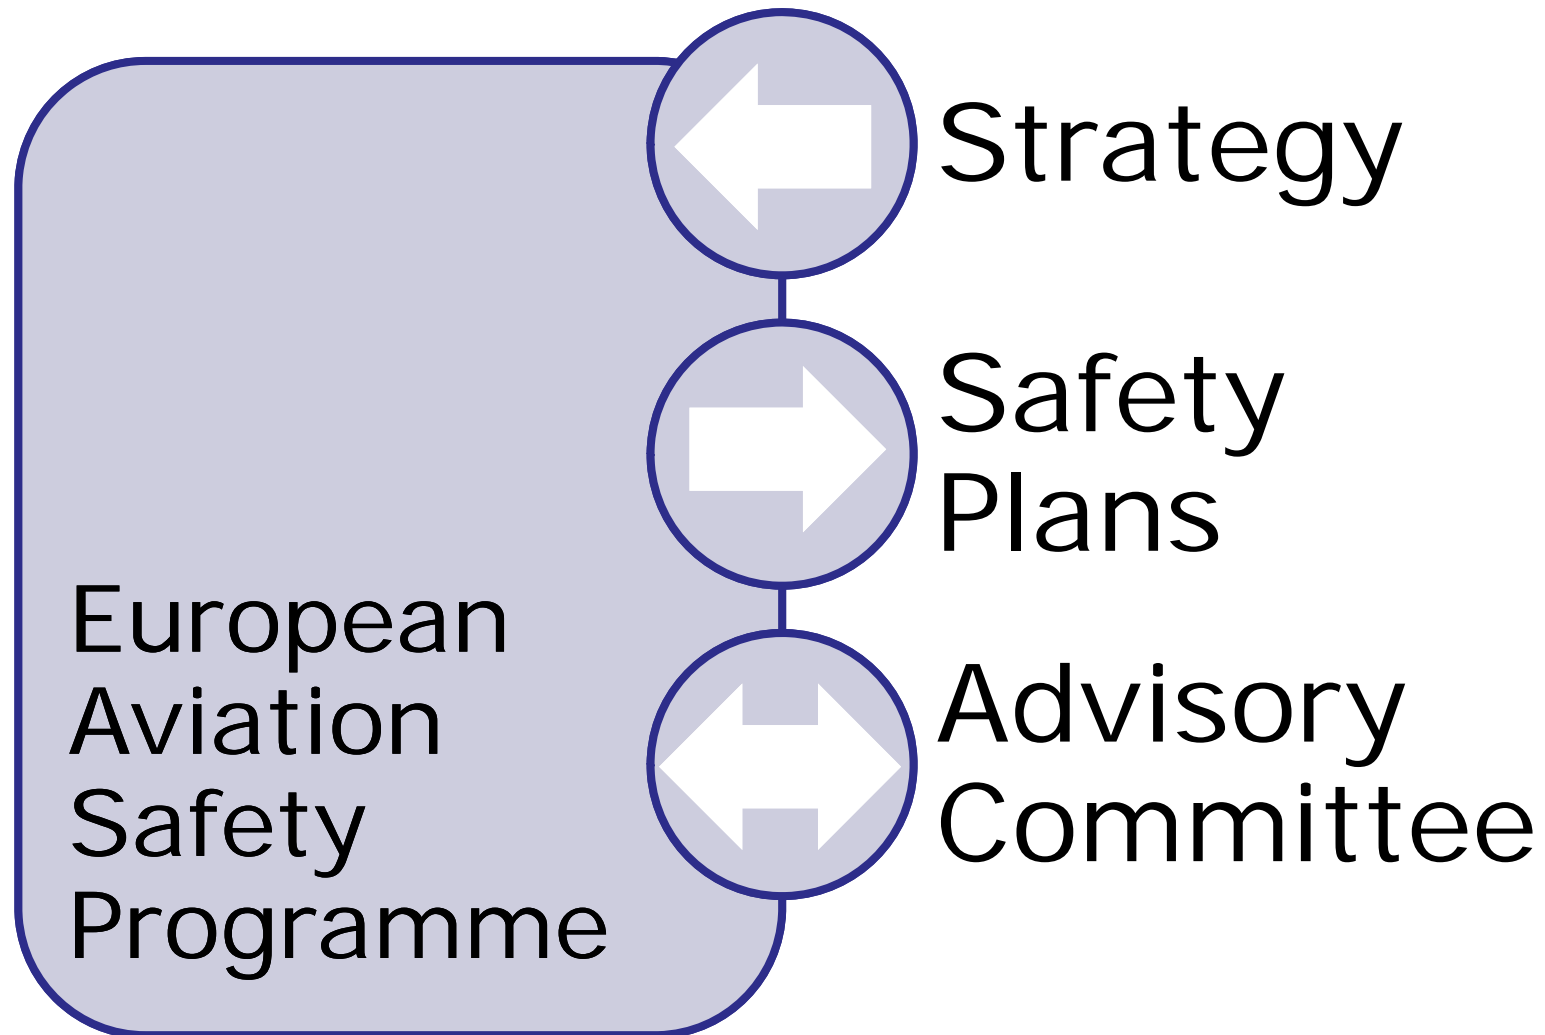 Strategy
Safety
Plans
Advisory
Committee
European
Aviation
Safety
Programme